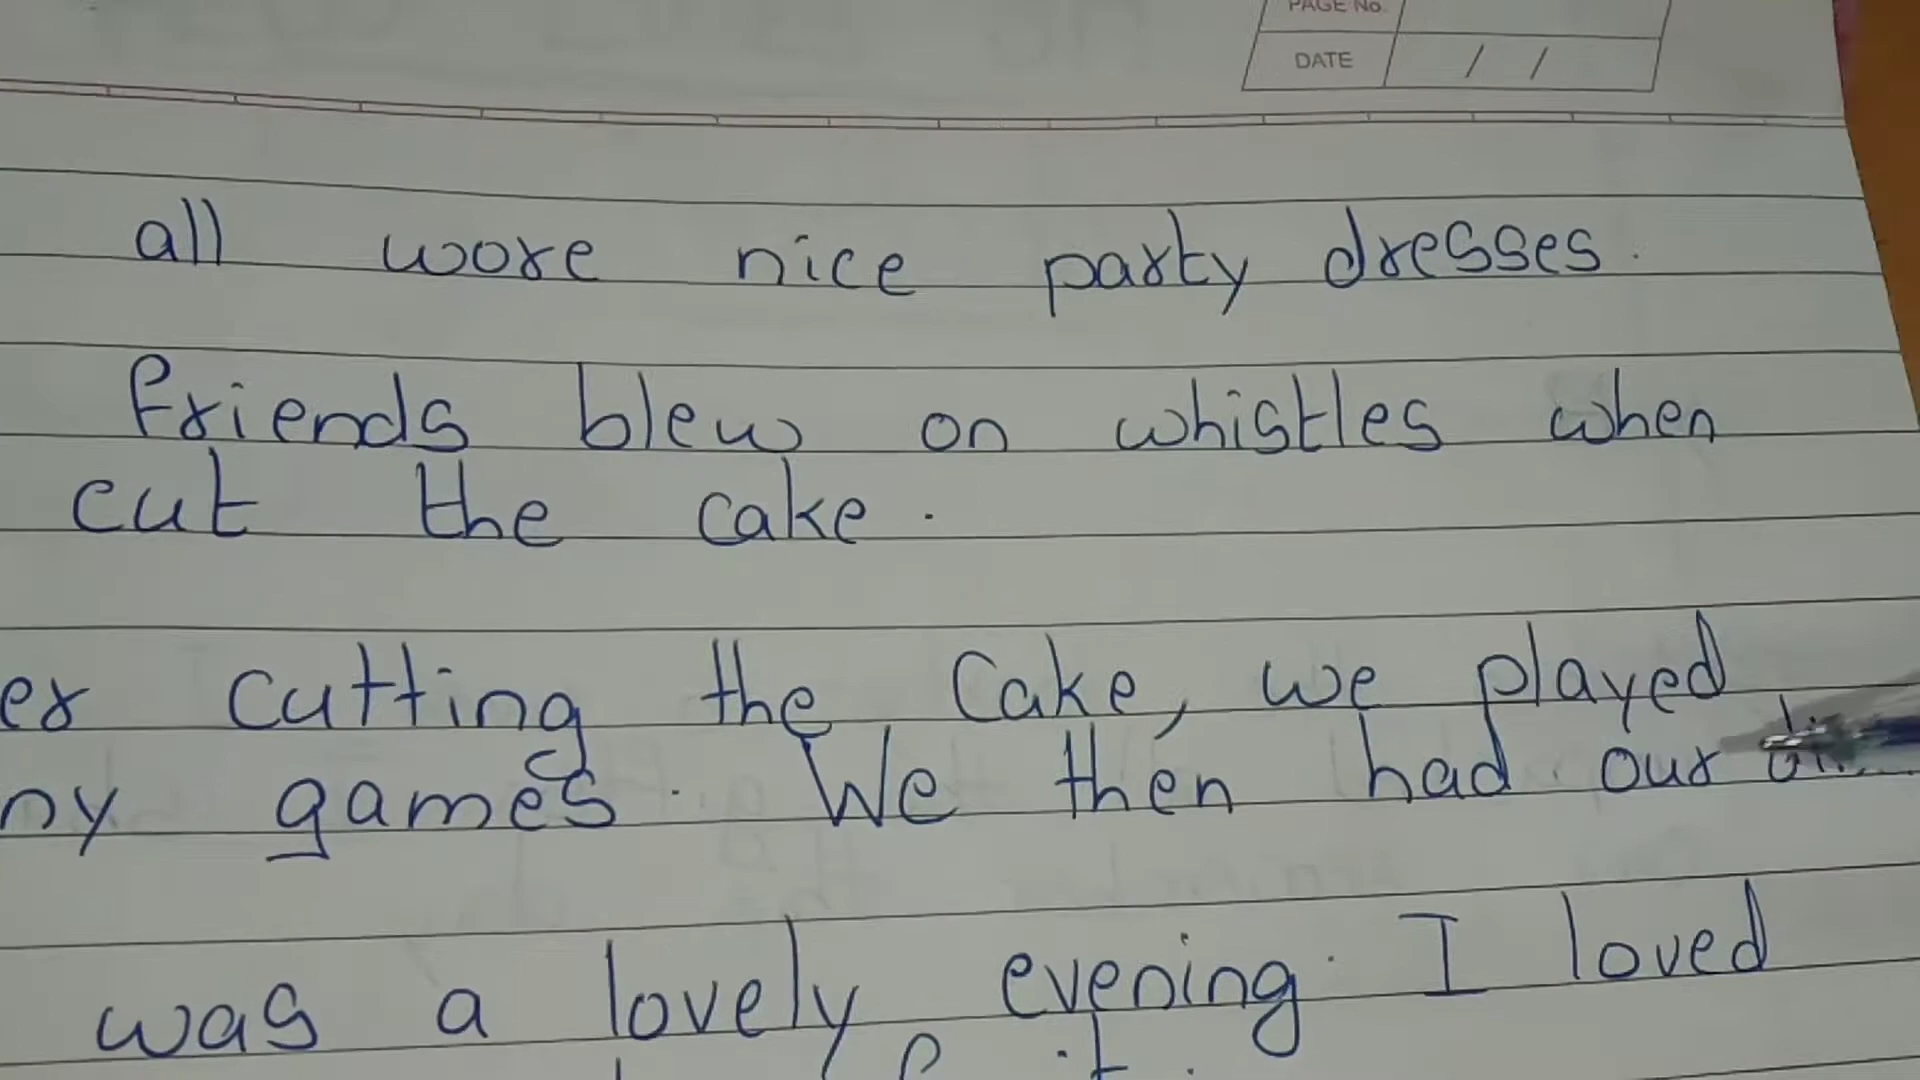 PAGE No.
DATE / /
all wore nice party dresses.
friends blew on whistles when
cut the cake.
er cutting the Cake, we played
ny games. We then had our
was a lovely evening. I loved